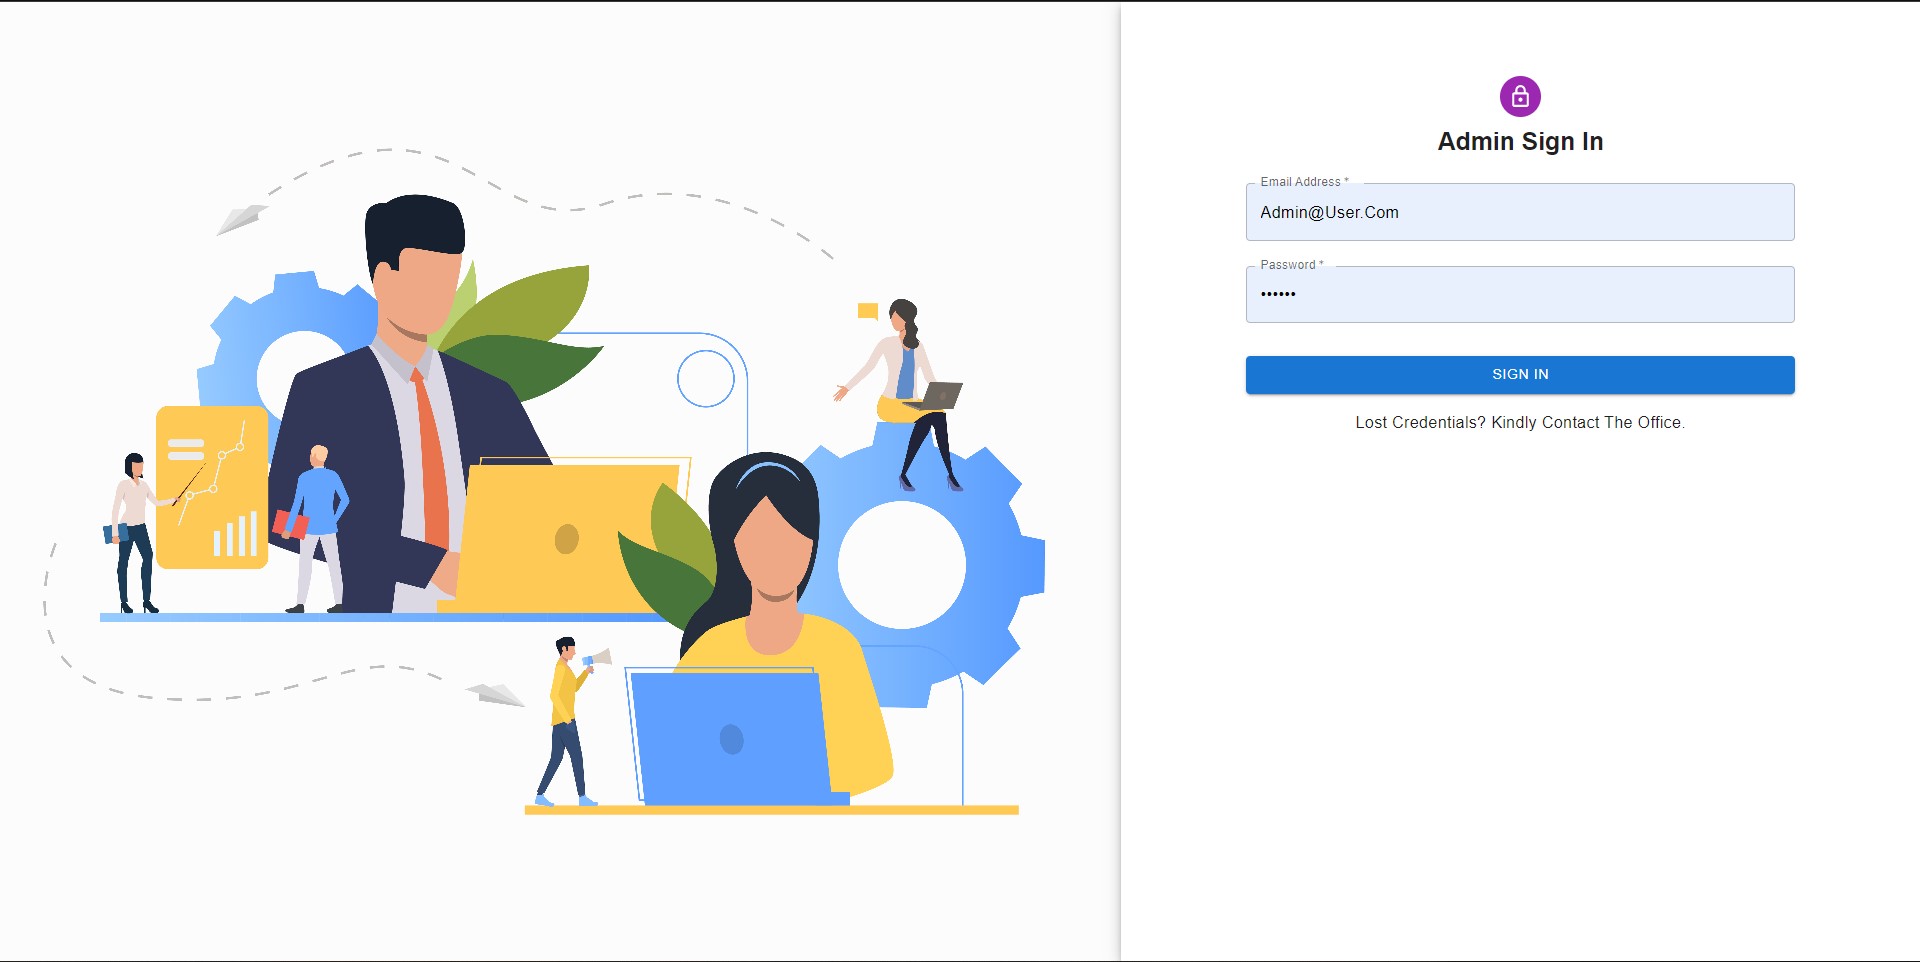 Admin Sign In
Email Address *
Admin@User.Com
Password *
••••••
SIGN IN
Lost Credentials? Kindly Contact The Office.